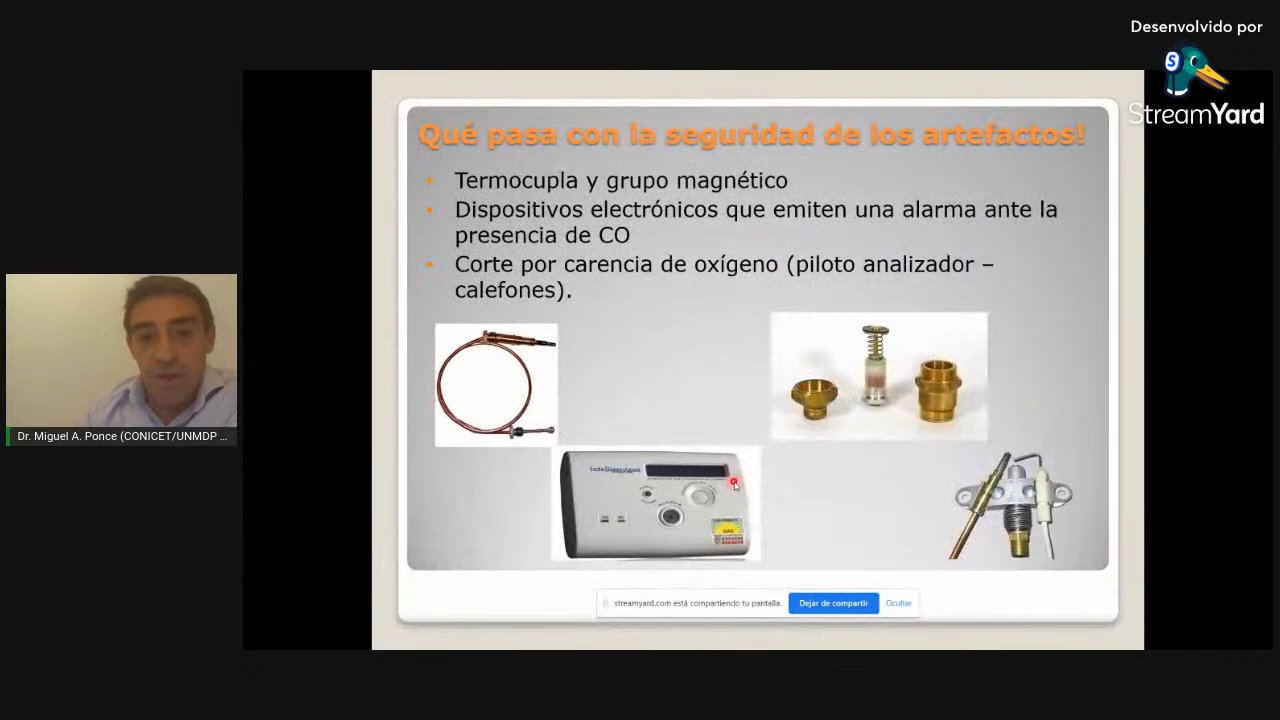 Desenvolvido por
StreamYard
Qué pasa con la seguridad de los artefactos!
• Termocupla y grupo magnético
• Dispositivos electrónicos que emiten una alarma ante la
presencia de CO
• Corte por carencia de oxígeno (piloto analizador –
calefones).
Dr. Miguel A. Ponce (CONICET/UNMDP ...
streamyard.com está compartiendo tu pantalla.
Dejar de compartir
Ocultar